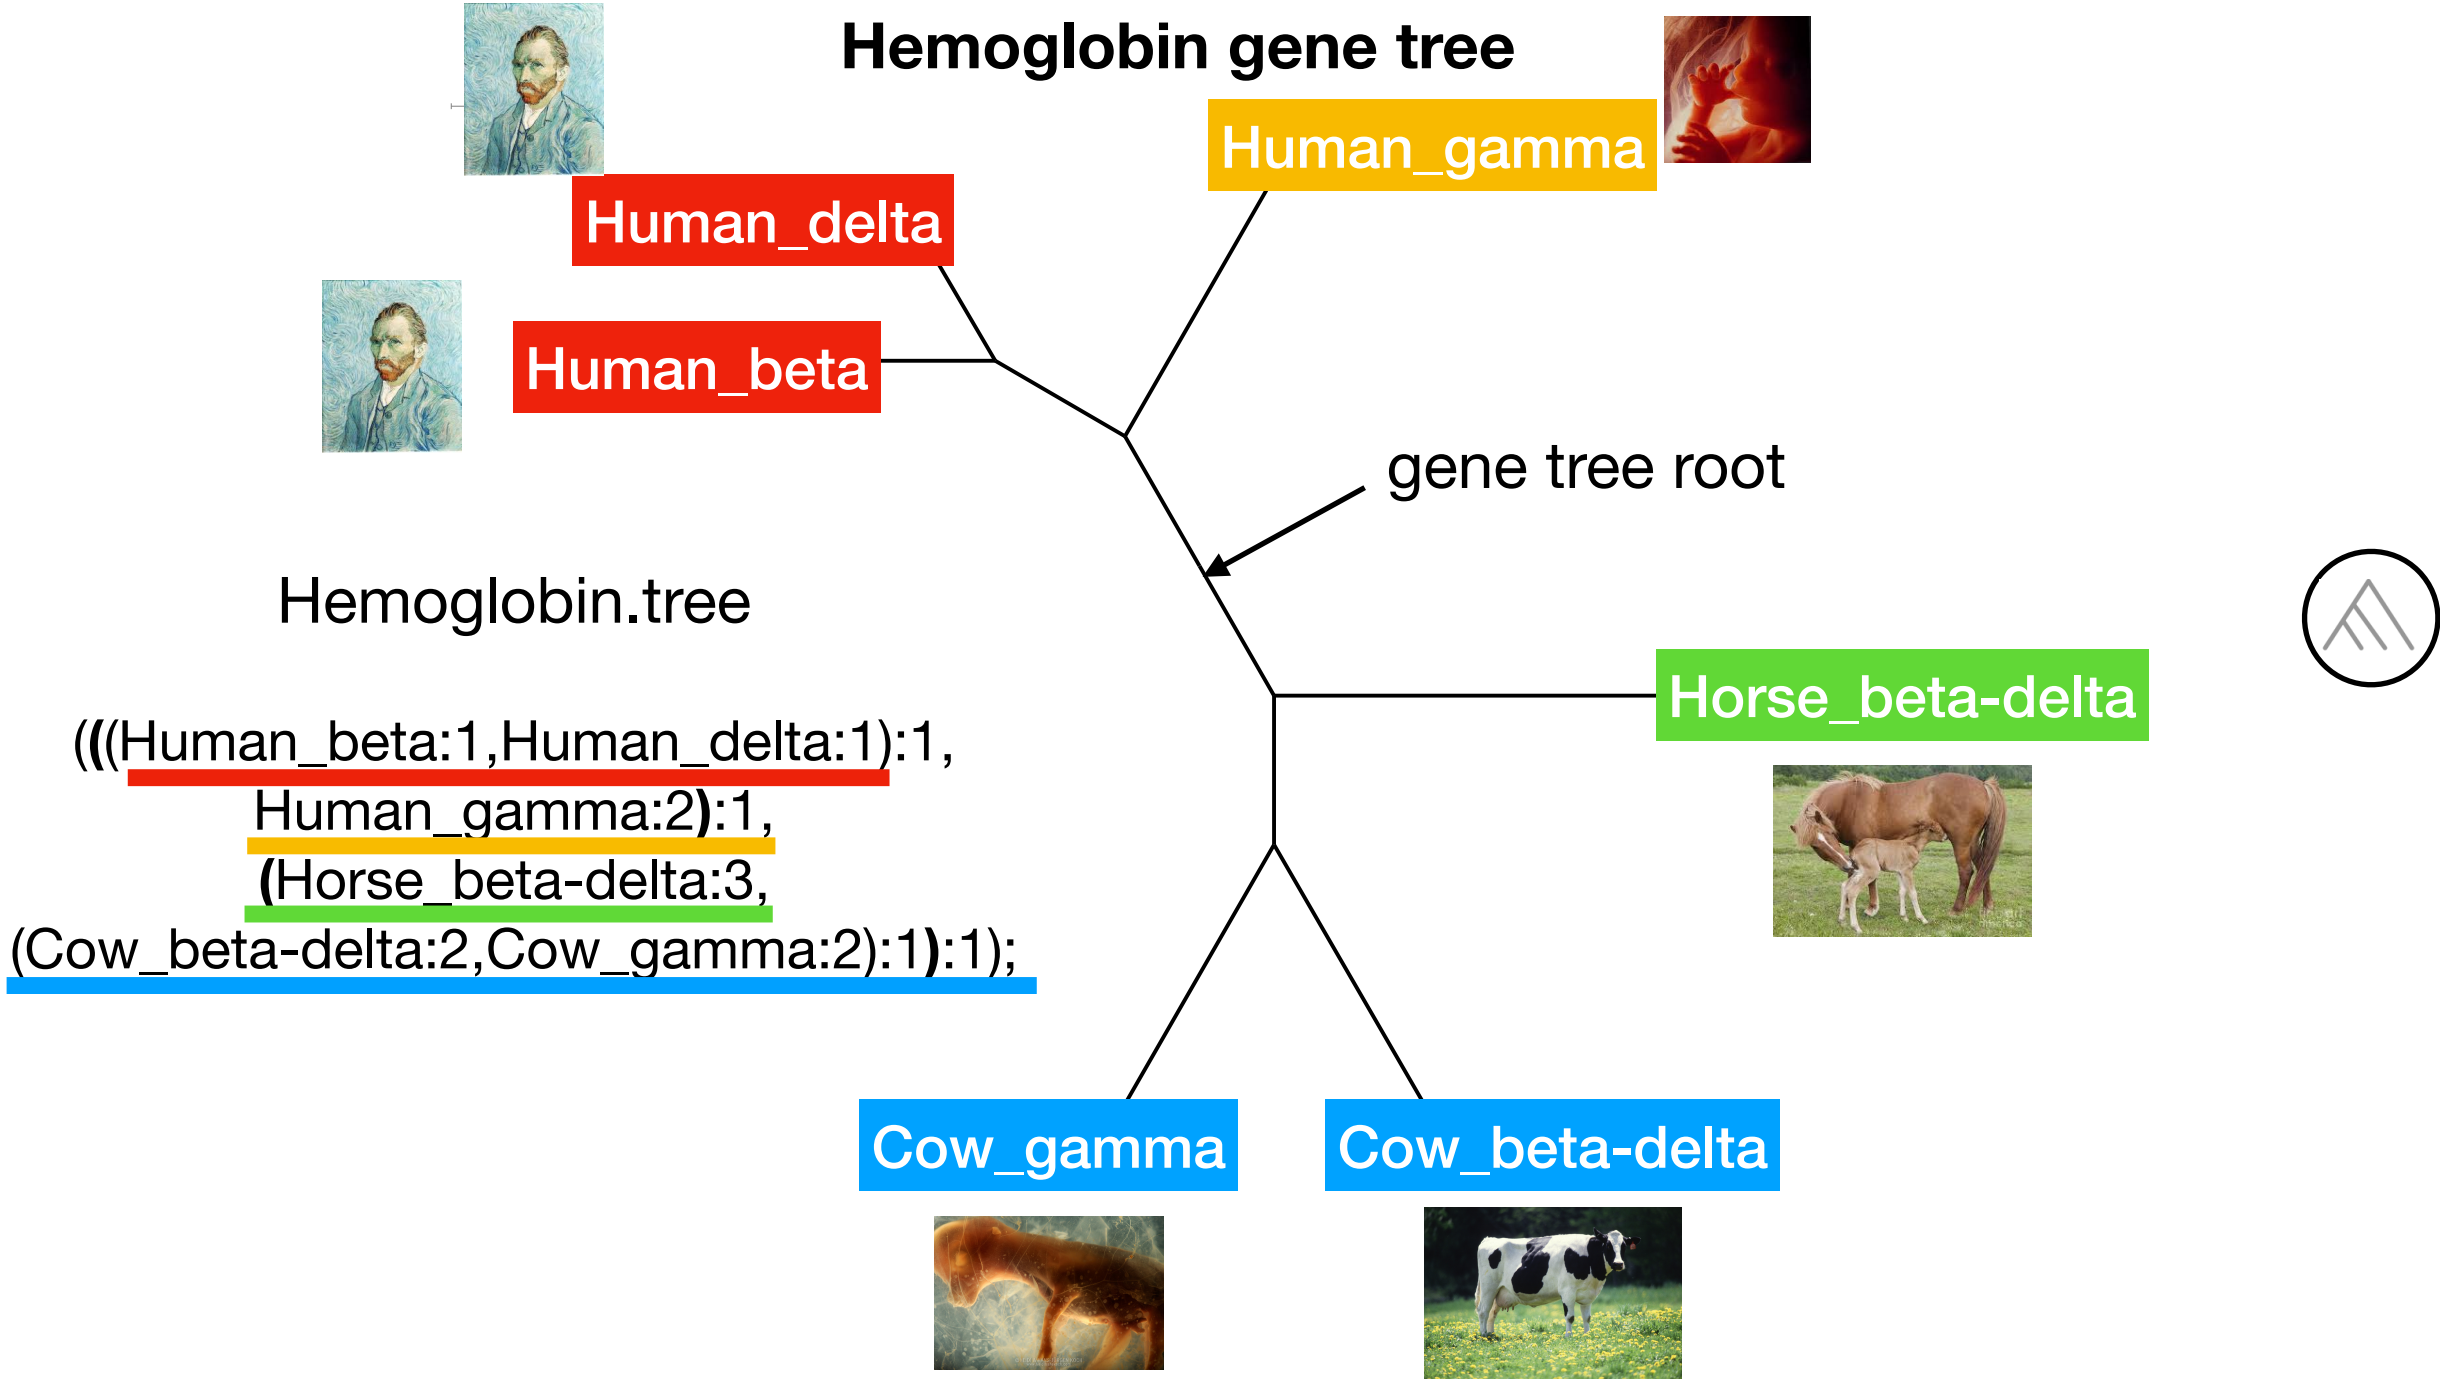 Hemoglobin gene tree
Human_gamma
Human_delta
Human_beta
gene tree root
Hemoglobin.tree
Horse_beta-delta
(((Human_beta:1,Human_delta:1):1,
Human_gamma:2):1,
(Horse_beta-delta:3,
(Cow_beta-delta:2,Cow_gamma:2):1):1);
Cow_gamma
Cow_beta-delta